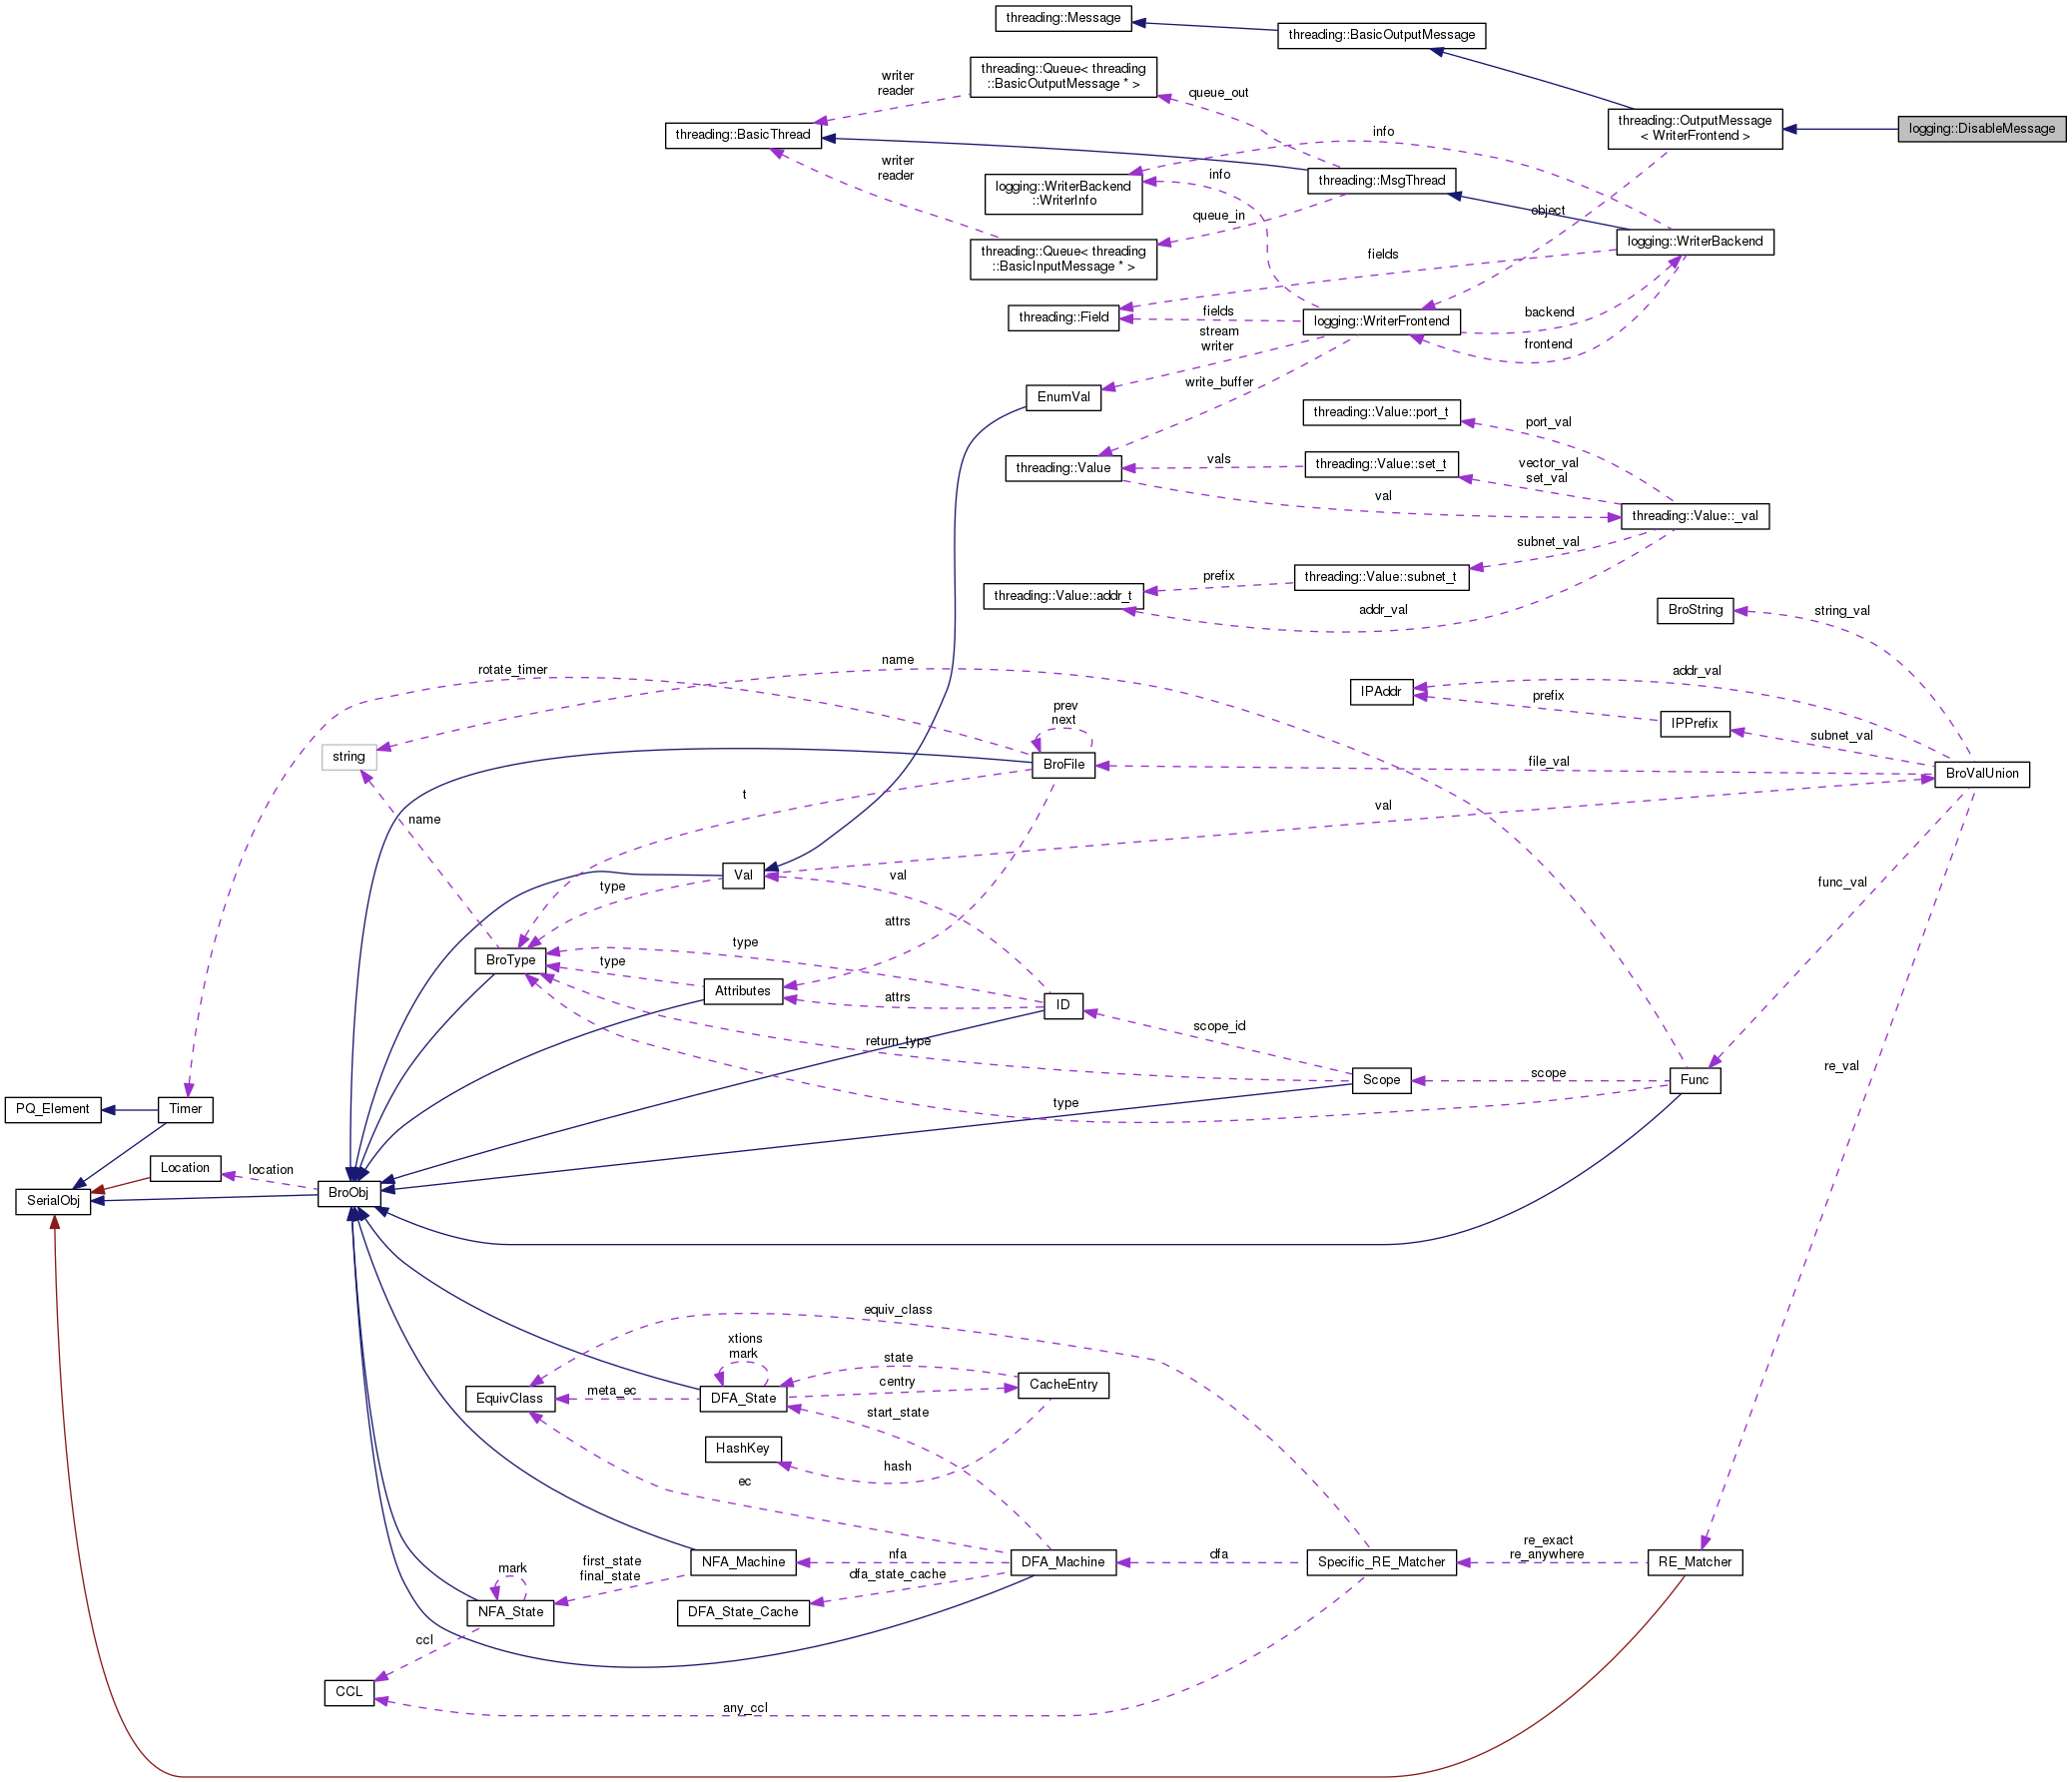 threading::Message
threading::BasicOutputMessage
threading::Queue< threading
::BasicOutputMessage * >
writer
reader
queue_out
threading::OutputMessage
< WriterFrontend >
logging::DisableMessage
threading::BasicThread
info
writer
reader
info
threading::MsgThread
logging::WriterBackend
::WriterInfo
queue_in
object
logging::WriterBackend
threading::Queue< threading
::BasicInputMessage * >
fields
threading::Field
fields
logging::WriterFrontend
backend
stream
writer
frontend
write_buffer
EnumVal
threading::Value::port_t
port_val
threading::Value
vals
threading::Value::set_t
vector_val
set_val
val
threading::Value::_val
subnet_val
prefix
threading::Value::subnet_t
threading::Value::addr_t
addr_val
BroString
string_val
rotate_timer
name
addr_val
IPAddr
prefix
prev
next
IPPrefix
subnet_val
string
BroFile
file_val
BroValUnion
t
val
name
Val
val
type
func_val
attrs
type
BroType
type
Attributes
attrs
ID
scope_id
return_type
re_val
scope
Scope
Func
type
PQ_Element
Timer
Location
location
SerialObj
BroObj
equiv_class
xtions
mark
state
centry
meta_ec
EquivClass
DFA_State
CacheEntry
start_state
HashKey
hash
ec
first_state
final_state
NFA_Machine
nfa
DFA_Machine
dfa
Specific_RE_Matcher
re_exact
re_anywhere
RE_Matcher
mark
dfa_state_cache
NFA_State
DFA_State_Cache
ccl
CCL
any_ccl